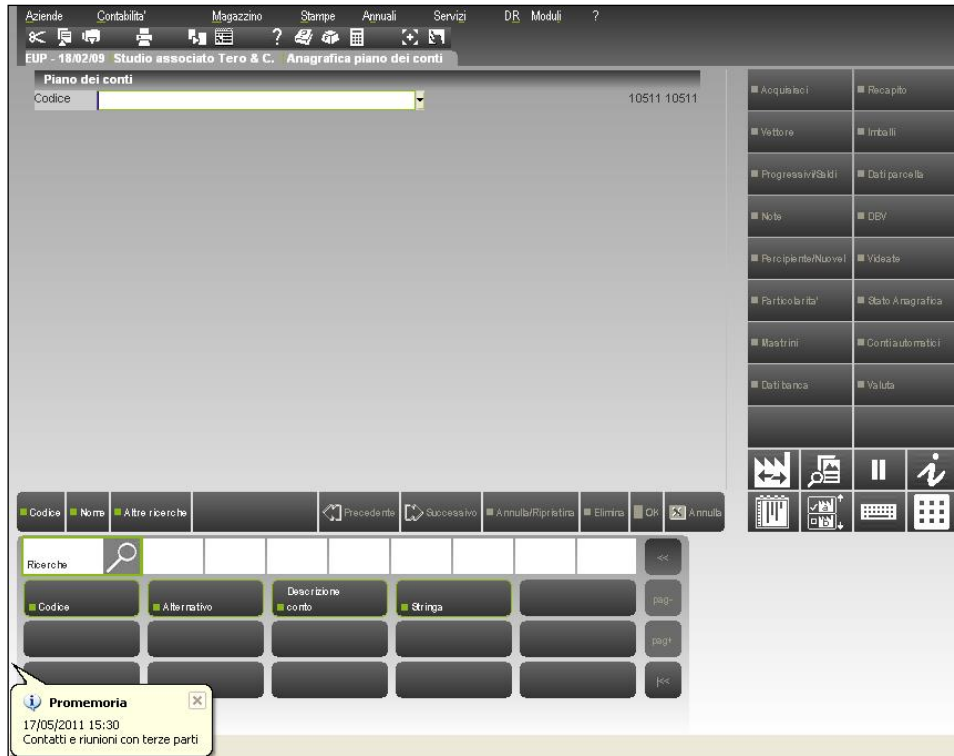 Aziende Contabilita' Magazzino Stampe Annuali Servizi DR Moduli ?
EUP - 18/02/09 Studio associato Tero & C. Anagrafica piano dei conti
Piano dei conti
Codice 10511 10511
Acquisisci Recapito
Vettore Imballi
Progressivi/Saldi Dati parcella
Note DBV
Percipiente/Nuovel Videate
Particolarita' Stato Anagrafica
Mastrini Conti automatici
Dati banca Valuta
Codice Nome Altre ricerche Precedente Successivo Annulla/Ripristina Elimina OK Annulla
Ricerche <<
Codice Alternativo Descrizione conto Stringa pag-
pag+
|<<
Promemoria
17/05/2011 15:30
Contatti e riunioni con terze parti